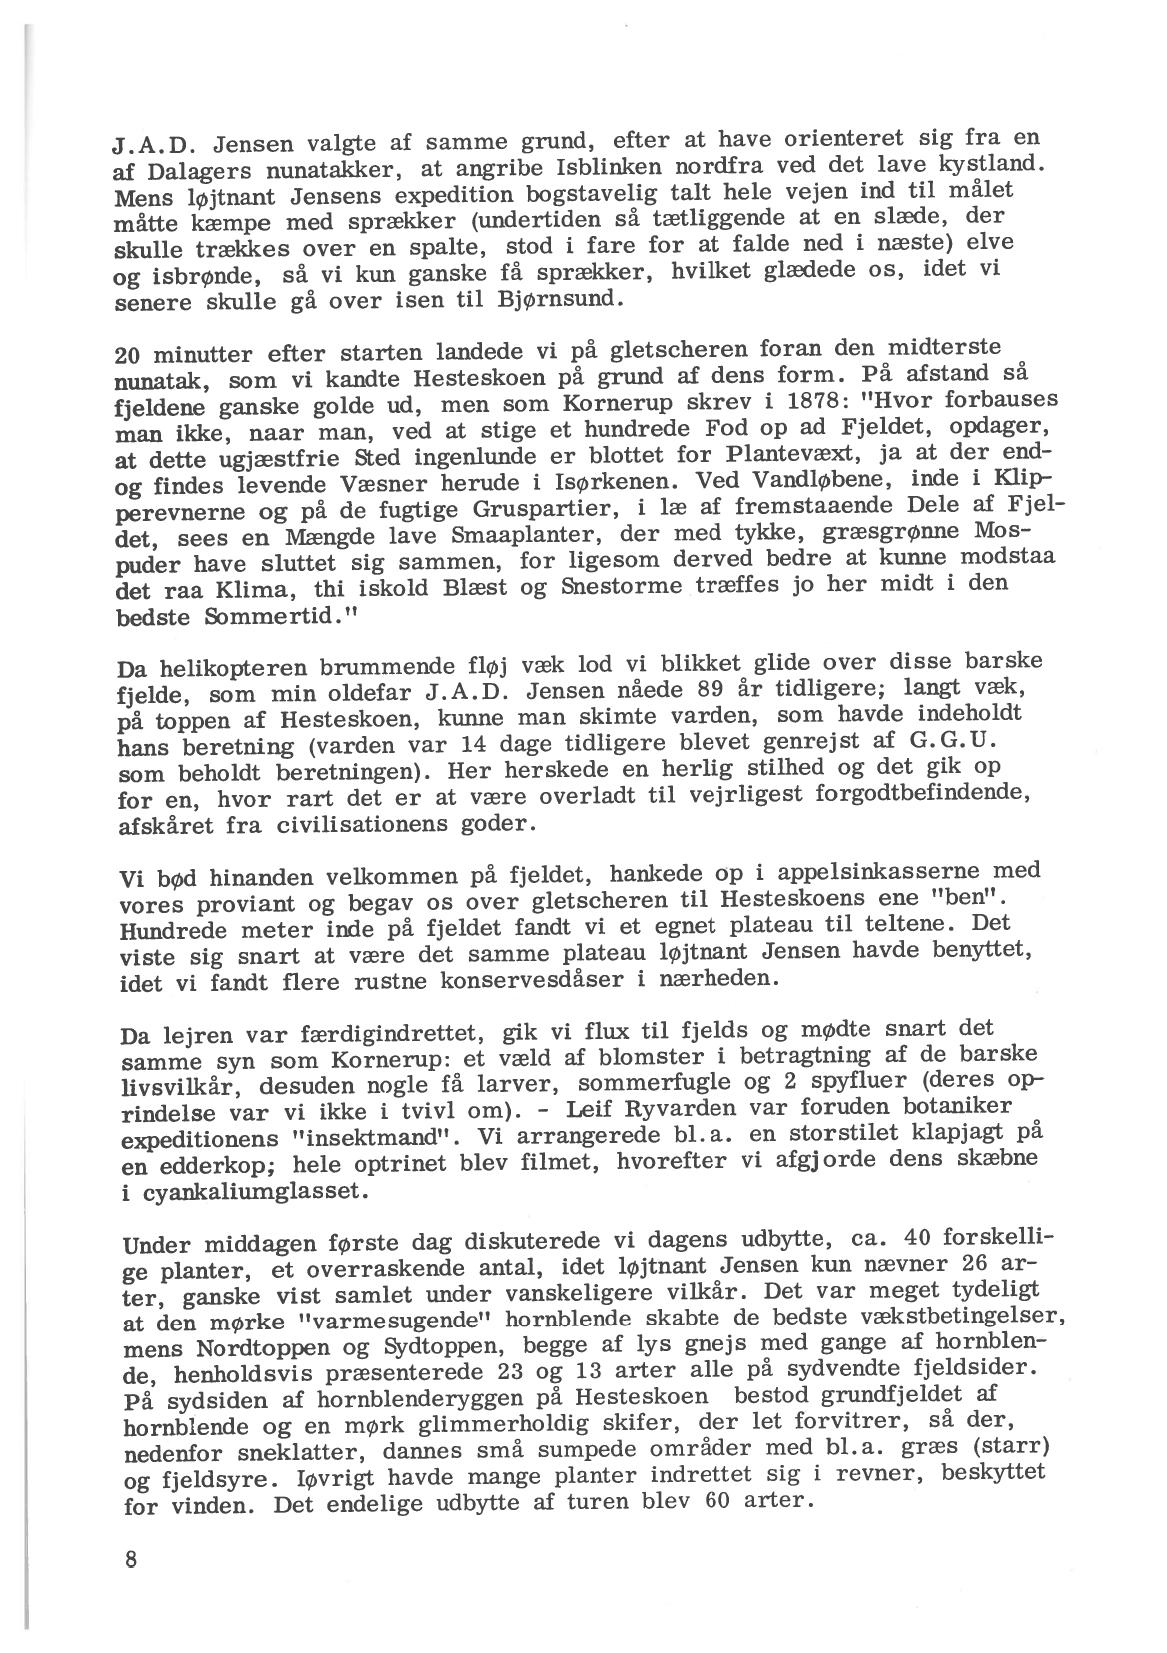 J.A.D. Jensen valgte af samme grund, efter at have orienteret sig fra en
af Dalagers nunatakker, at angribe Isblinken nordfra ved det lave kystland.
Mens løjtnant Jensens expedition bogstavelig talt hele vejen ind til målet
måtte kæmpe med sprækker (undertiden så tætliggende at en slæde, der
skulle trækkes over en spalte, stod i fare for at falde ned i næste) elve
og isbrønde, så vi kun ganske få sprækker, hvilket glædede os, idet vi
senere skulle gå over isen til Bjørnsund.

20 minutter efter starten landede vi på gletscheren foran den midterste
nunatak, som vi kandte Hesteskoen på grund af dens form. På afstand så
fjeldene ganske golde ud, men som Kornerup skrev i 1878: "Hvor forbauses
man ikke, naar man, ved at stige et hundrede Fod op ad Fjeldet, opdager,
at dette ugjæstfrie Sted ingenlunde er blottet for Plantevæxt, ja at der end-
og findes levende Væsner herude i Isørkenen. Ved Vandløbene, inde i Klip-
perevnerne og på de fugtige Gruspartier, i læ af fremstaaende Dele af Fjel-
det, sees en Mængde lave Smaaplanter, der med tykke, græsgrønne Mos-
puder have sluttet sig sammen, for ligesom derved bedre at kunne modstaa
det raa Klima, thi iskold Blæst og Snestorme træffes jo her midt i den
bedste Sommertid."

Da helikopteren brummende fløj væk lod vi blikket glide over disse barske
fjelde, som min oldefar J.A.D. Jensen nåede 89 år tidligere; langt væk,
på toppen af Hesteskoen, kunne man skimte varden, som havde indeholdt
hans beretning (varden var 14 dage tidligere blevet genrejst af G.G.U.
som beholdt beretningen). Her herskede en herlig stilhed og det gik op
for en, hvor rart det er at være overladt til vejrligest forgodtbefindende,
afskåret fra civilisationens goder.

Vi bød hinanden velkommen på fjeldet, hankede op i appelsinkasserne med
vores proviant og begav os over gletscheren til Hesteskoens ene "ben".
Hundrede meter inde på fjeldet fandt vi et egnet plateau til teltene. Det
viste sig snart at være det samme plateau løjtnant Jensen havde benyttet,
idet vi fandt flere rustne konservesdåser i nærheden.

Da lejren var færdigindrettet, gik vi flux til fjelds og mødte snart det
samme syn som Kornerup: et væld af blomster i betragtning af de barske
livsvilkår, desuden nogle få larver, sommerfugle og 2 spyfluer (deres op-
rindelse var vi ikke i tvivl om). - Leif Ryvarden var foruden botaniker
expeditionens "insektmand". Vi arrangerede bl.a. en storstilet klapjagt på
en edderkop; hele optrinet blev filmet, hvorefter vi afgjorde dens skæbne
i cyankaliumglasset.

Under middagen første dag diskuterede vi dagens udbytte, ca. 40 forskelli-
ge planter, et overraskende antal, idet løjtnant Jensen kun nævner 26 ar-
ter, ganske vist samlet under vanskeligere vilkår. Det var meget tydeligt
at den mørke "varmesugende" hornblende skabte de bedste vækstbetingelser,
mens Nordtoppen og Sydtoppen, begge af lys gnejs med gange af hornblen-
de, henholdsvis præsenterede 23 og 13 arter alle på sydvendte fjeldsider.
På sydsiden af hornblenderyggen på Hesteskoen bestod grundfjeldet af
hornblende og en mørk glimmerholdig skifer, der let forvitrer, så der,
nedenfor sneklatter, dannes små sumpede områder med bl.a. græs (starr)
og fjeldsyre. Iøvrigt havde mange planter indrettet sig i revner, beskyttet
for vinden. Det endelige udbytte af turen blev 60 arter.

8